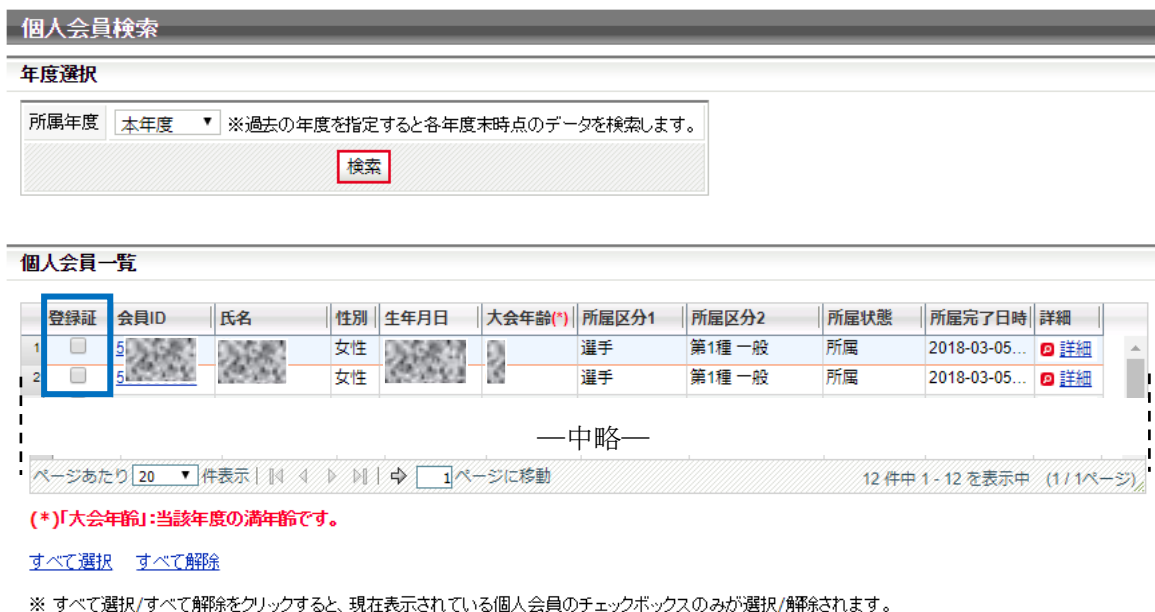 個人会員検索
年度選択
所属年度 本年度 ▼ ※過去の年度を指定すると各年度末時点のデータを検索します。
検索
個人会員一覧
登録証 会員ID 氏名 性別 生年月日 大会年齢(*) 所属区分1 所属区分2 所属状態 所属完了日時 詳細
1 5 女性 選手 第1種 一般 所属 2018-03-05... 詳細
2 5 女性 選手 第1種 一般 所属 2018-03-05... 詳細
―中略―
ページあたり 20 ▼ 件表示 1 ページに移動 12 件中 1 - 12 を表示中 (1 / 1ページ)
(*)「大会年齢」:当該年度の満年齢です。
すべて選択 すべて解除
※ すべて選択/すべて解除をクリックすると、現在表示されている個人会員のチェックボックスのみが選択/解除されます。